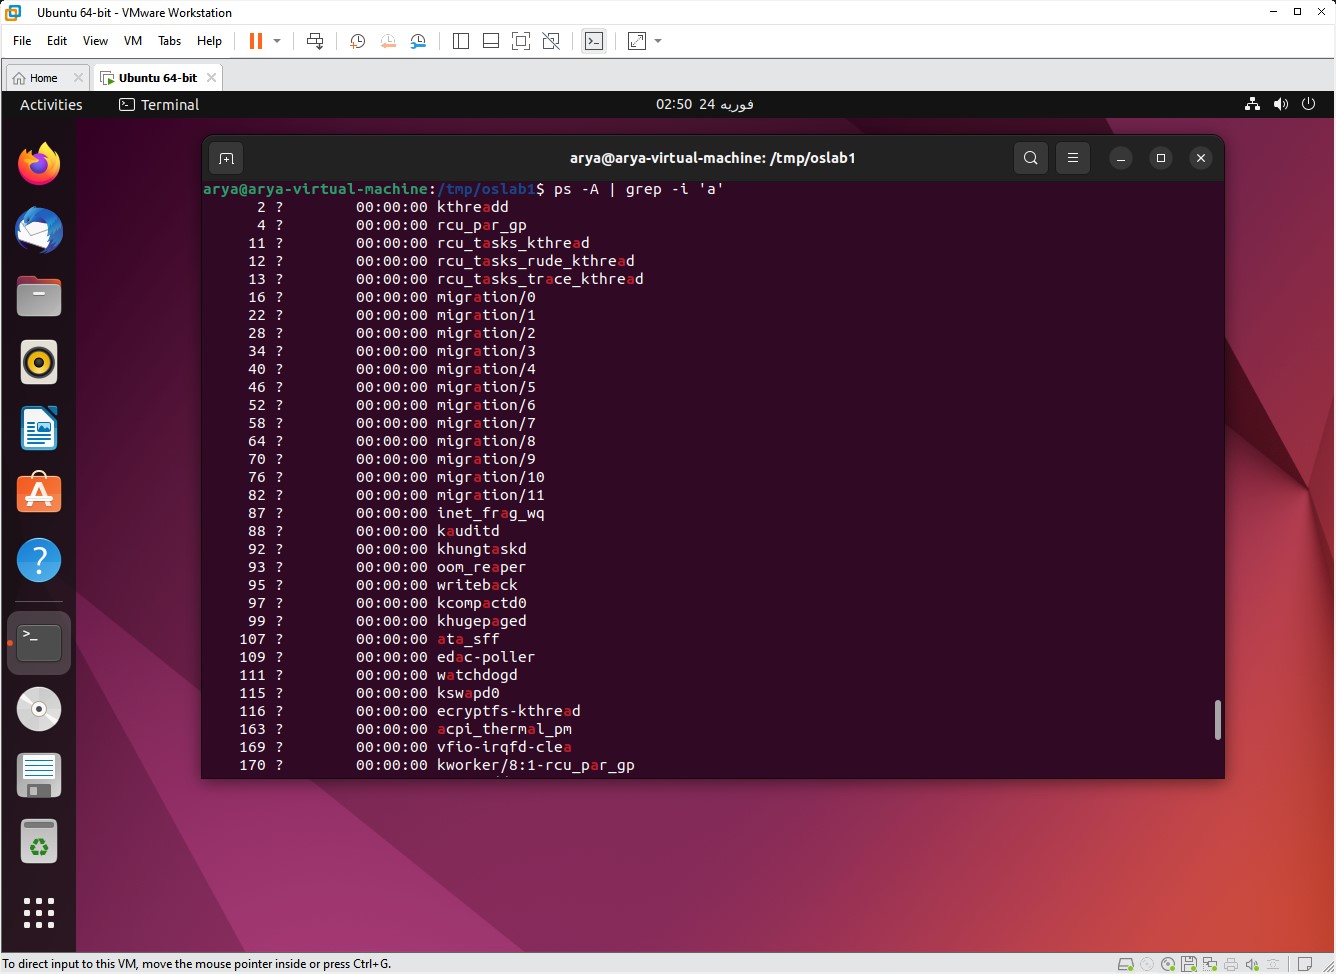 Ubuntu 64-bit - VMware Workstation
File Edit View VM Tabs Help
Home Ubuntu 64-bit
Activities Terminal 02:50 24 فوریه
arya@arya-virtual-machine: /tmp/oslab1
arya@arya-virtual-machine:/tmp/oslab1$ ps -A | grep -i 'a'
2 ? 00:00:00 kthreadd
4 ? 00:00:00 rcu_par_gp
11 ? 00:00:00 rcu_tasks_kthread
12 ? 00:00:00 rcu_tasks_rude_kthread
13 ? 00:00:00 rcu_tasks_trace_kthread
16 ? 00:00:00 migration/0
22 ? 00:00:00 migration/1
28 ? 00:00:00 migration/2
34 ? 00:00:00 migration/3
40 ? 00:00:00 migration/4
46 ? 00:00:00 migration/5
52 ? 00:00:00 migration/6
58 ? 00:00:00 migration/7
64 ? 00:00:00 migration/8
70 ? 00:00:00 migration/9
76 ? 00:00:00 migration/10
82 ? 00:00:00 migration/11
87 ? 00:00:00 inet_frag_wq
88 ? 00:00:00 kauditd
92 ? 00:00:00 khungtaskd
93 ? 00:00:00 oom_reaper
95 ? 00:00:00 writeback
97 ? 00:00:00 kcompactd0
99 ? 00:00:00 khugepaged
107 ? 00:00:00 ata_sff
109 ? 00:00:00 edac-poller
111 ? 00:00:00 watchdogd
115 ? 00:00:00 kswapd0
116 ? 00:00:00 ecryptfs-kthread
163 ? 00:00:00 acpi_thermal_pm
169 ? 00:00:00 vfio-irqfd-clea
170 ? 00:00:00 kworker/8:1-rcu_par_gp
To direct input to this VM, move the mouse pointer inside or press Ctrl+G.